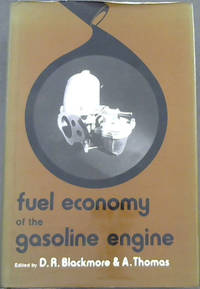 fuel economy
of the
gasoline engine
Edited by D. R. Blackmore & A. Thomas